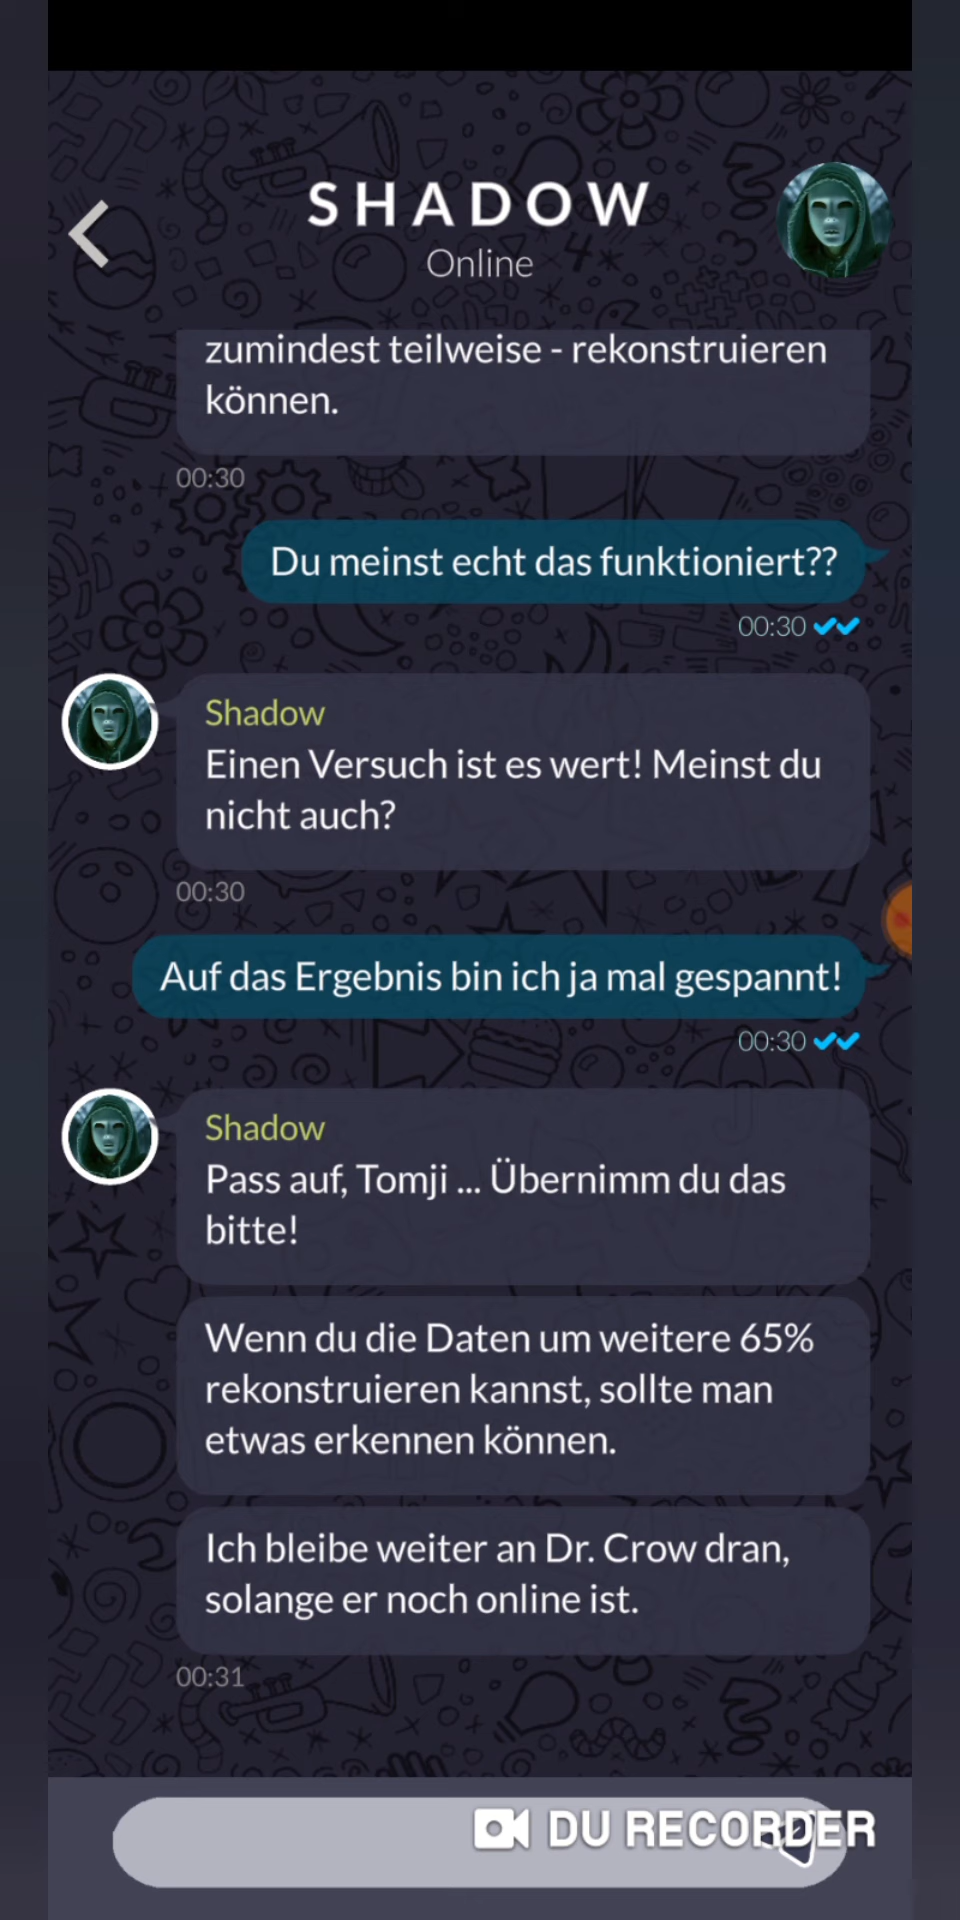 SHADOW
Online
zumindest teilweise - rekonstruieren
können.
00:30
Du meinst echt das funktioniert??
00:30
Shadow
Einen Versuch ist es wert! Meinst du
nicht auch?
00:30
Auf das Ergebnis bin ich ja mal gespannt!
00:30
Shadow
Pass auf, Tomji ... Übernimm du das
bitte!
Wenn du die Daten um weitere 65%
rekonstruieren kannst, sollte man
etwas erkennen können.
Ich bleibe weiter an Dr. Crow dran,
solange er noch online ist.
00:31
DU RECORDER